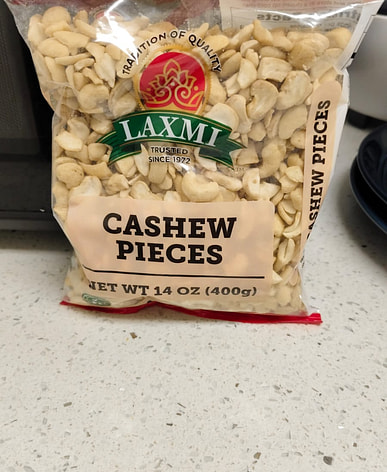 TRADITION OF QUALITY
LAXMI
TRUSTED
SINCE 1972
CASHEW
PIECES
NET WT 14 OZ (400g)
CASHEW PIECES